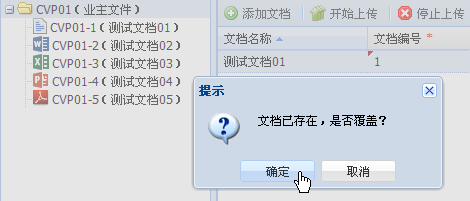 CVP01（业主文件）
CVP01-1（测试文档01）
CVP01-2（测试文档02）
CVP01-3（测试文档03）
CVP01-4（测试文档04）
CVP01-5（测试文档05）
添加文档 开始上传 停止上传
文档名称 文档编号 *
测试文档01 1
提示
文档已存在，是否覆盖？
确定 取消